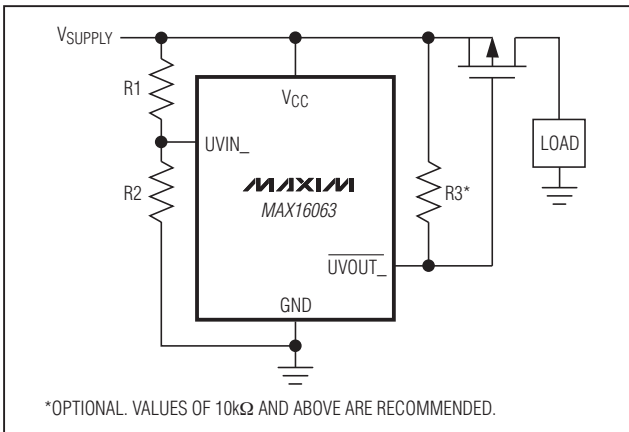 VSUPPLY
R1
VCC
UVIN_
LOAD
R2
MAXIM
MAX16063
R3*
UVOUT_
GND
*OPTIONAL. VALUES OF 10kΩ AND ABOVE ARE RECOMMENDED.